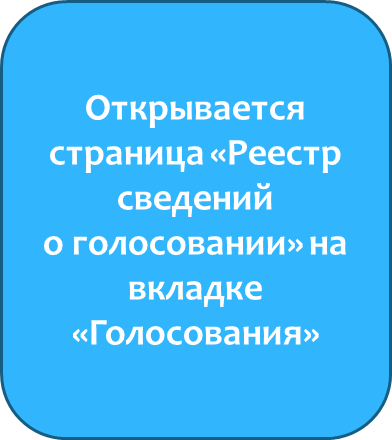 Открывается
страница «Реестр
сведений
о голосовании» на
вкладке
«Голосования»